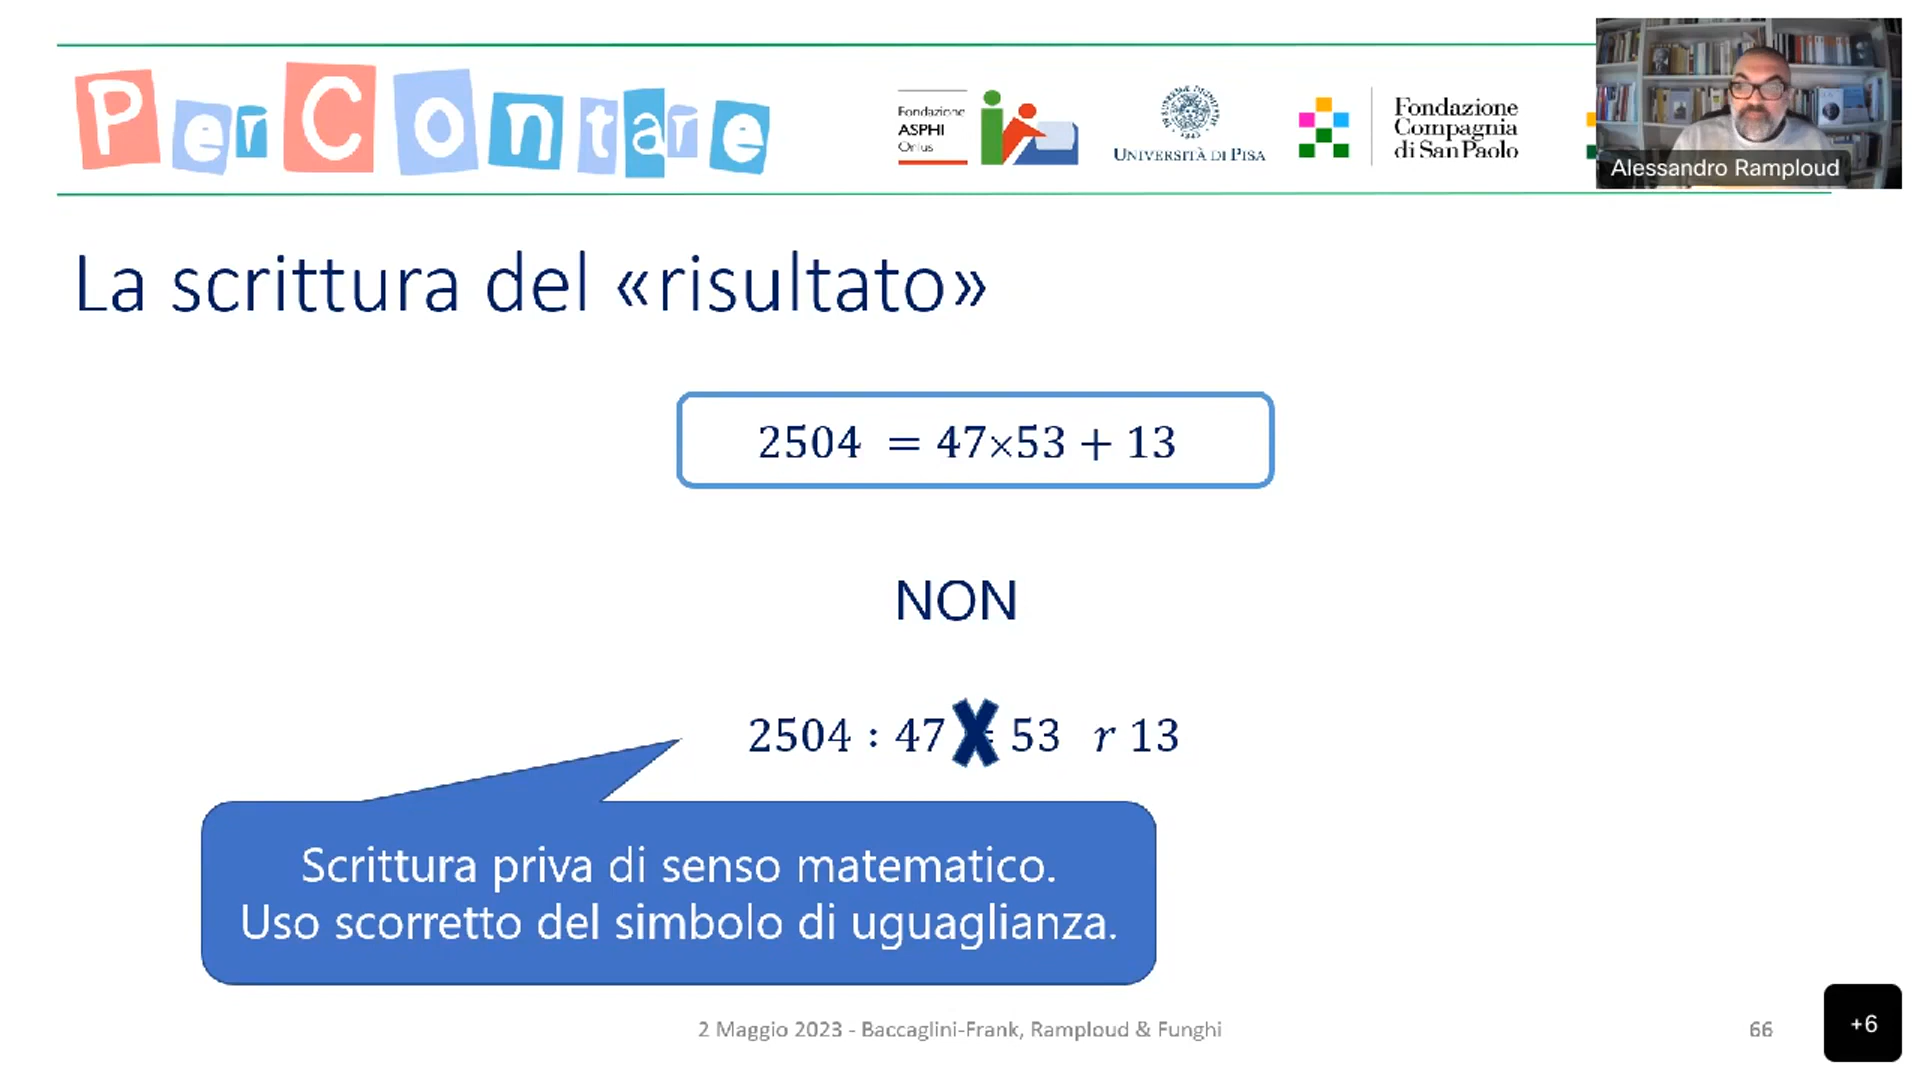 PerContare
Fondazione
ASPHI
Onlus
UNIVERSITÀ DI PISA
Fondazione
Compagnia
di San Paolo
Alessandro Ramploud
La scrittura del «risultato»
2504 = 47×53 + 13
NON
2504 : 47 = 53 r 13
Scrittura priva di senso matematico.
Uso scorretto del simbolo di uguaglianza.
2 Maggio 2023 - Baccaglini-Frank, Ramploud & Funghi
66
+6